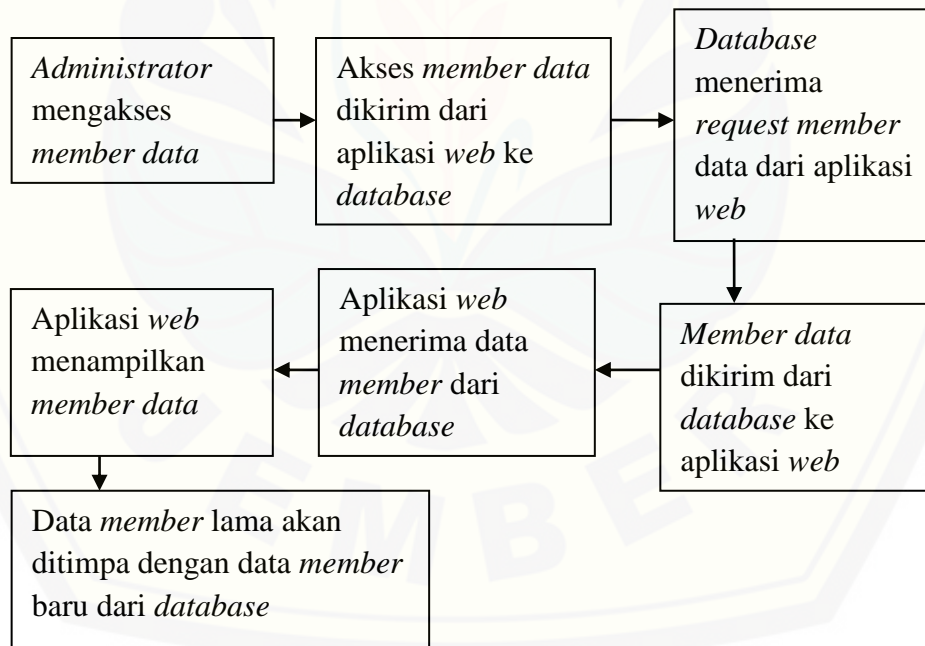 Administrator
mengakses
member data
Akses member data
dikirim dari
aplikasi web ke
database
Database
menerima
request member
data dari aplikasi
web
Member data
dikirim dari
database ke
aplikasi web
Aplikasi web
menerima data
member dari
database
Aplikasi web
menampilkan
member data
Data member lama akan
ditimpa dengan data member
baru dari database
JEMBER